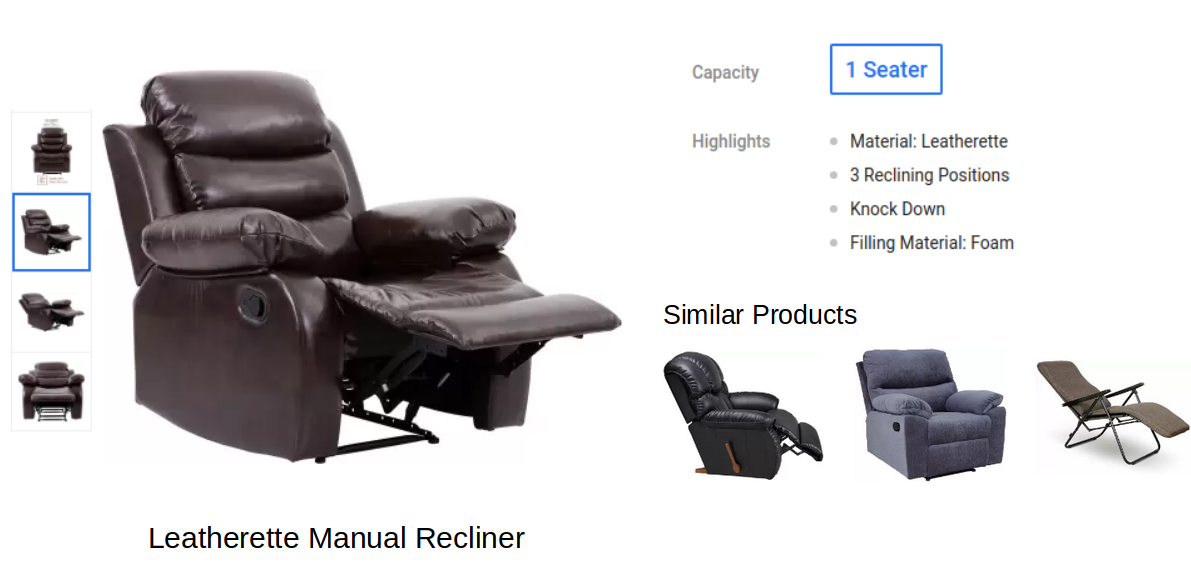 Capacity
1 Seater
Highlights
Material: Leatherette
3 Reclining Positions
Knock Down
Filling Material: Foam
Similar Products
Leatherette Manual Recliner